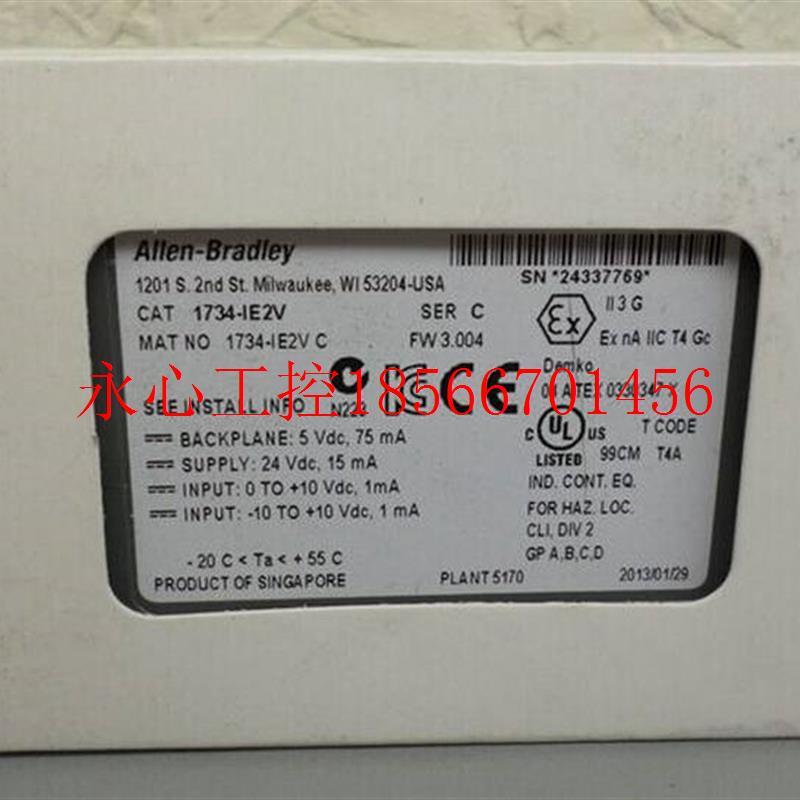 Allen-Bradley
1201 S. 2nd St. Milwaukee, WI 53204-USA
SN *24337769*
CAT 1734-IE2V SER C
MAT NO 1734-IE2V C FW 3.004
Ex II 3 G
Ex nA IIC T4 Gc
Demko
永心工控18566701456
SEE INSTALL INFO N223 CE
BACKPLANE: 5 Vdc, 75 mA
SUPPLY: 24 Vdc, 15 mA
INPUT: 0 TO +10 Vdc, 1mA
INPUT: -10 TO +10 Vdc, 1 mA
C UL US T CODE
LISTED 99CM T4A
IND. CONT. EQ.
FOR HAZ. LOC.
CLI, DIV 2
GP A,B,C,D
- 20 C < Ta < + 55 C
PRODUCT OF SINGAPORE PLANT 5170 2013/01/29